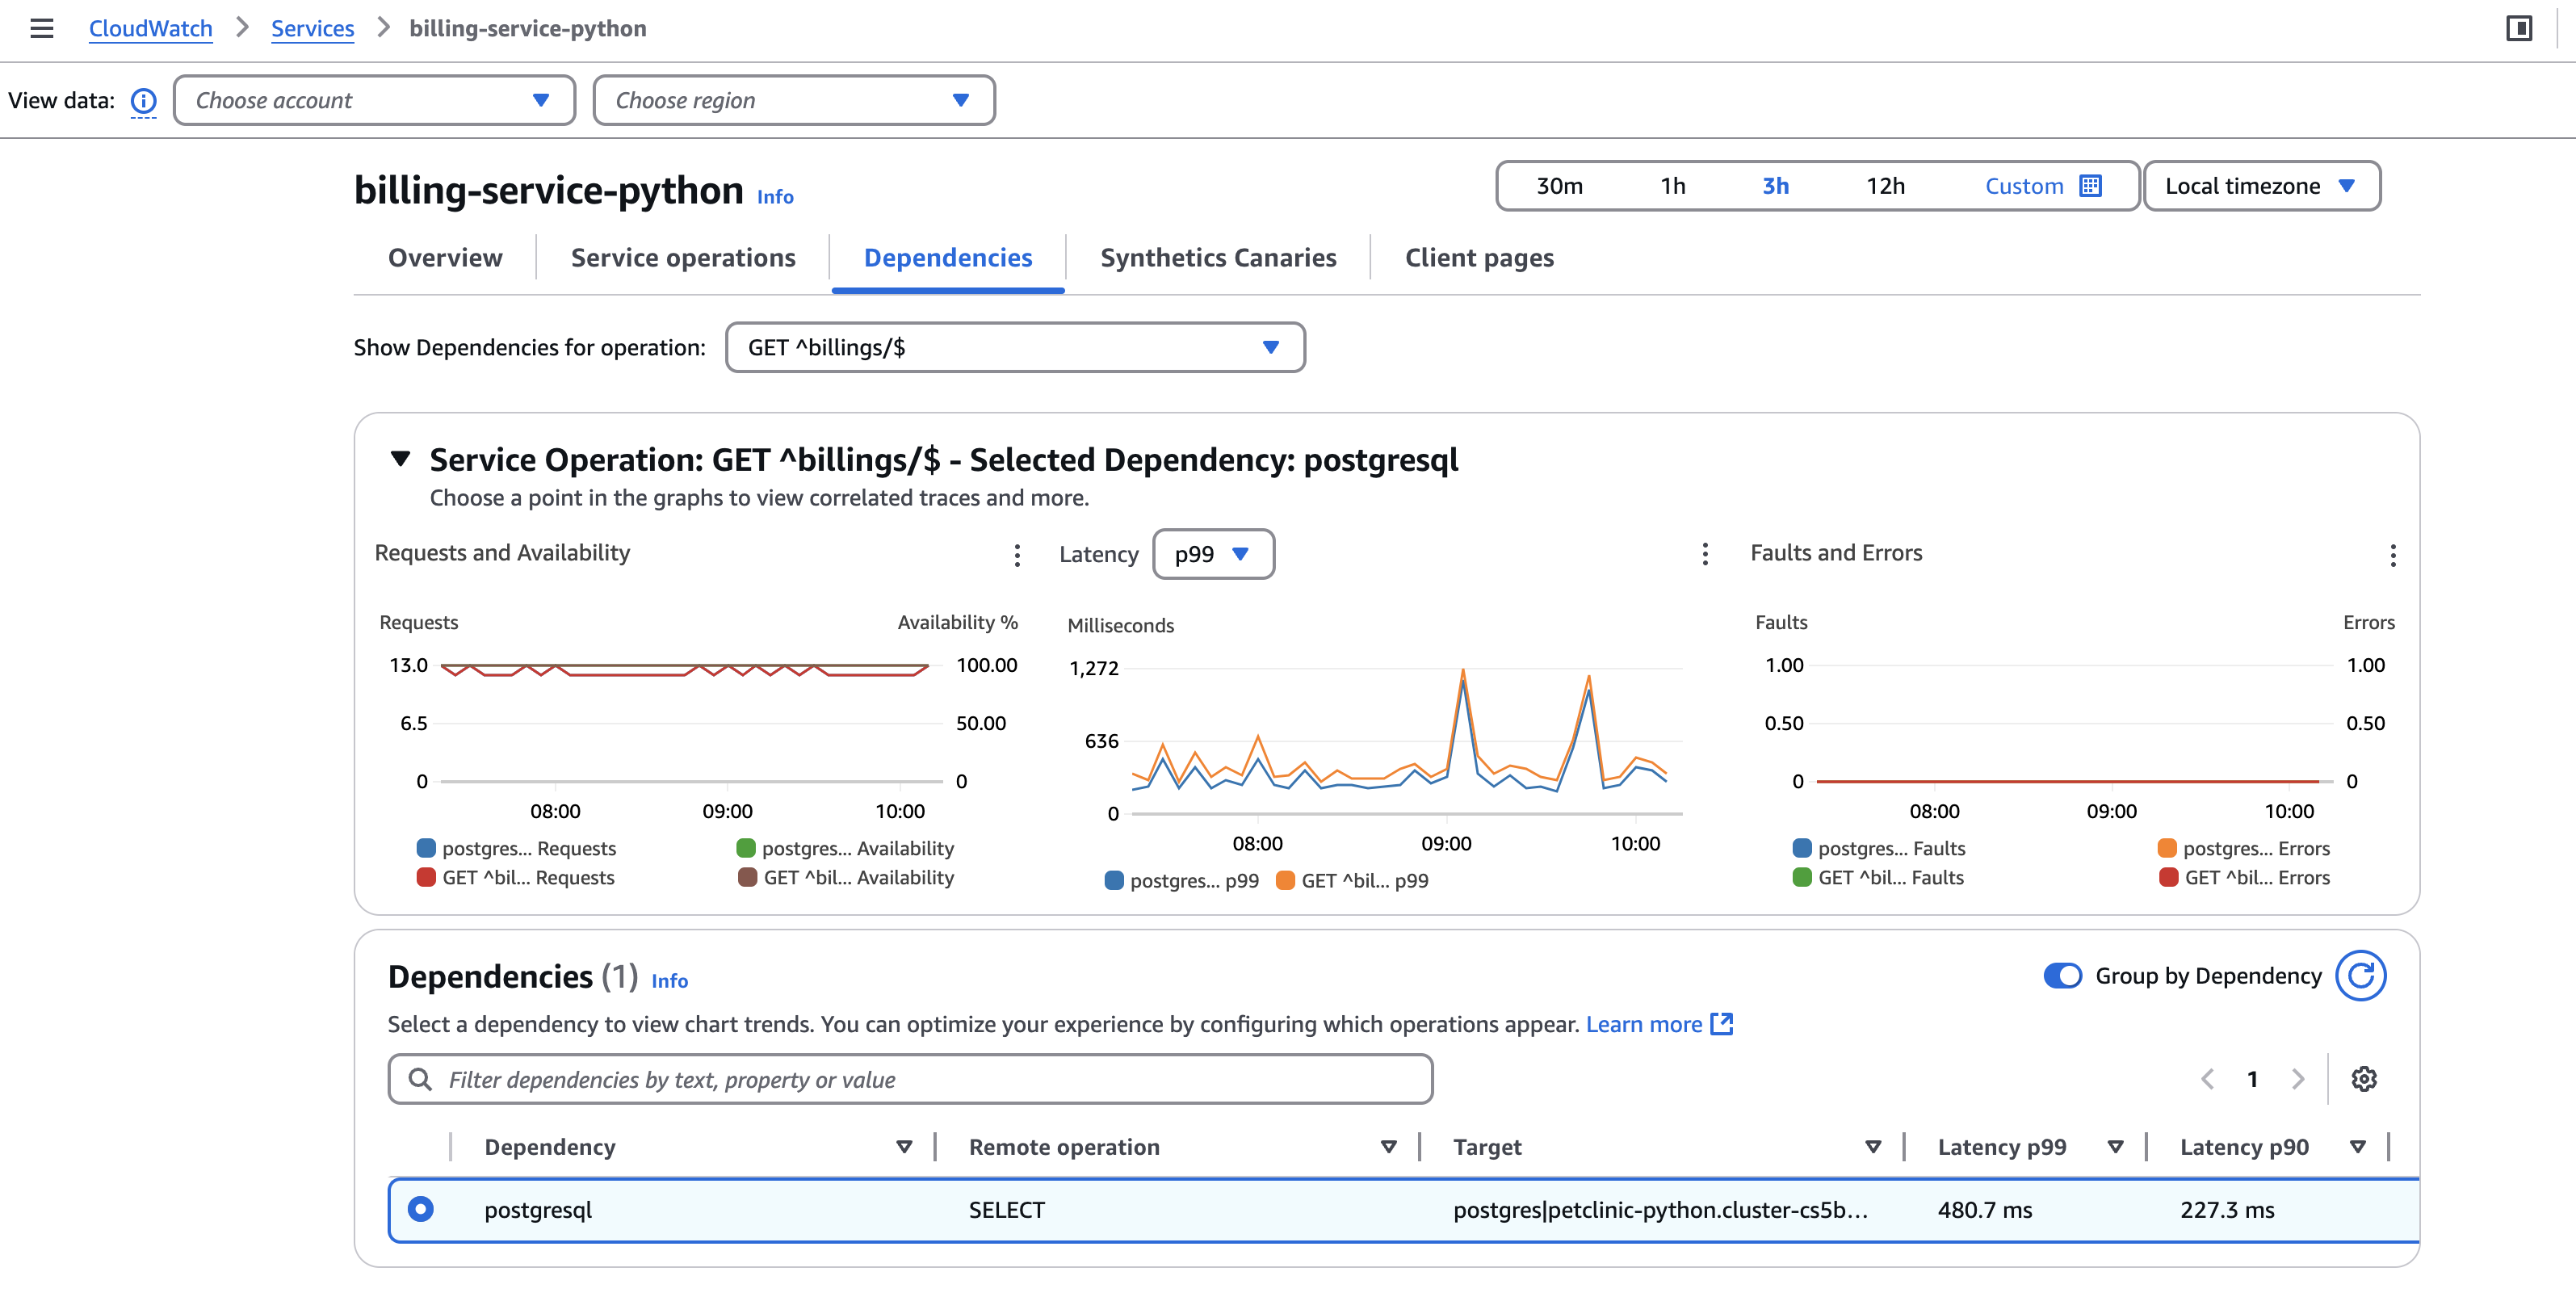 CloudWatch > Services > billing-service-python
View data: Choose account Choose region
billing-service-python Info 30m 1h 3h 12h Custom Local timezone
Overview Service operations Dependencies Synthetics Canaries Client pages
Show Dependencies for operation: GET ^billings/$
Service Operation: GET ^billings/$ - Selected Dependency: postgresql
Choose a point in the graphs to view correlated traces and more.
Requests and Availability
Requests Availability %
13.0 100.00
6.5 50.00
0 0
08:00 09:00 10:00
postgres... Requests postgres... Availability
GET ^bil... Requests GET ^bil... Availability
Latency p99
Milliseconds
1,272
636
0
08:00 09:00 10:00
postgres... p99 GET ^bil... p99
Faults and Errors
Faults Errors
1.00 1.00
0.50 0.50
0 0
08:00 09:00 10:00
postgres... Faults postgres... Errors
GET ^bil... Faults GET ^bil... Errors
Dependencies (1) Info Group by Dependency
Select a dependency to view chart trends. You can optimize your experience by configuring which operations appear. Learn more
Filter dependencies by text, property or value 1
Dependency Remote operation Target Latency p99 Latency p90
postgresql SELECT postgres|petclinic-python.cluster-cs5b... 480.7 ms 227.3 ms